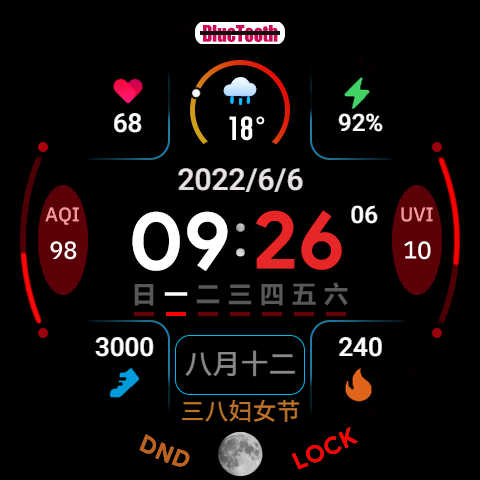 BlueTooth
68
18°
92%
2022/6/6
AQI
98
09:26
06
UVI
10
日 一 二 三 四 五 六
3000
八月十二
240
三八妇女节
DND
LOCK